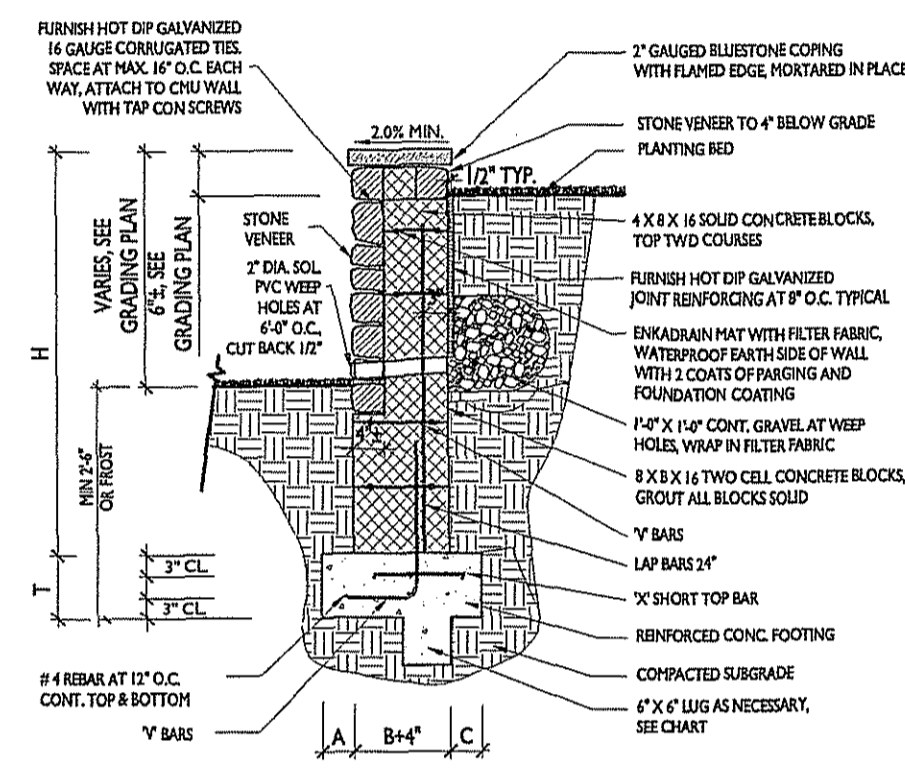 FURNISH HOT DIP GALVANIZED
16 GAUGE CORRUGATED TIES.
SPACE AT MAX. 16" O.C. EACH
WAY, ATTACH TO CMU WALL
WITH TAP CON SCREWS
2.0% MIN.
2" GAUGED BLUESTONE COPING
WITH FLAMED EDGE, MORTARED IN PLACE
STONE VENEER TO 4" BELOW GRADE
PLANTING BED
1/2" TYP.
4 X 8 X 16 SOLID CONCRETE BLOCKS,
TOP TWO COURSES
FURNISH HOT DIP GALVANIZED
JOINT REINFORCING AT 8" O.C. TYPICAL
ENKADRAIN MAT WITH FILTER FABRIC,
WATERPROOF EARTH SIDE OF WALL
WITH 2 COATS OF PARGING AND
FOUNDATION COATING
1'-0" X 1'-0" CONT. GRAVEL AT WEEP
HOLES, WRAP IN FILTER FABRIC
8 X 8 X 16 TWO CELL CONCRETE BLOCKS,
GROUT ALL BLOCKS SOLID
'V' BARS
LAP BARS 24"
'X' SHORT TOP BAR
REINFORCED CONC. FOOTING
COMPACTED SUBGRADE
6" X 6" LUG AS NECESSARY,
SEE CHART
STONE
VENEER
2" DIA. SOL.
PVC WEEP
HOLES AT
6'-0" O.C.,
CUT BACK 1/2"
VARIES, SEE
GRADING PLAN
6"±, SEE
GRADING PLAN
H
MIN 2'-6"
OR FROST
4"±
T
3" CL.
3" CL.
#4 REBAR AT 12" O.C.
CONT. TOP & BOTTOM
'V' BARS
A
B+4"
C